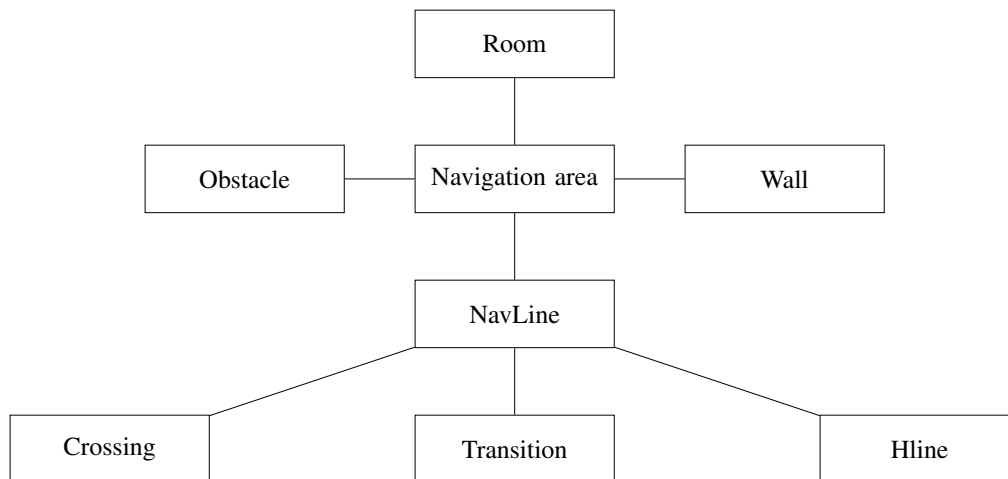 Room
Obstacle
Navigation area
Wall
NavLine
Crossing
Transition
Hline